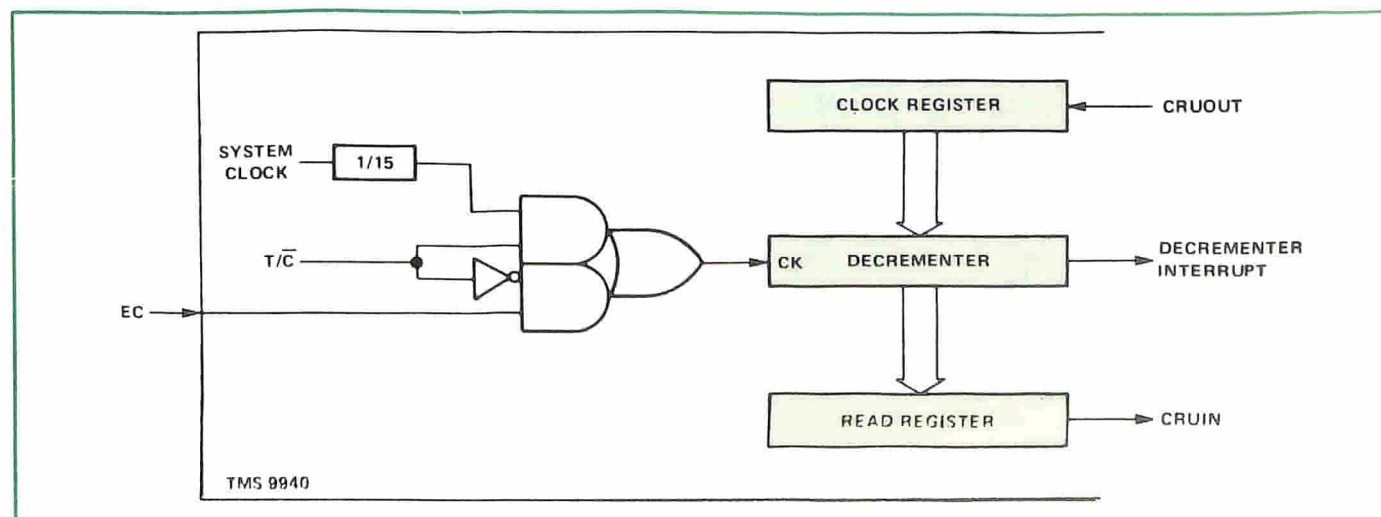 CLOCK REGISTER
CRUOUT
SYSTEM
CLOCK
1/15
T/C̅
CK
DECREMENTER
DECREMENTER
INTERRUPT
EC
READ REGISTER
CRUIN
TMS 9940